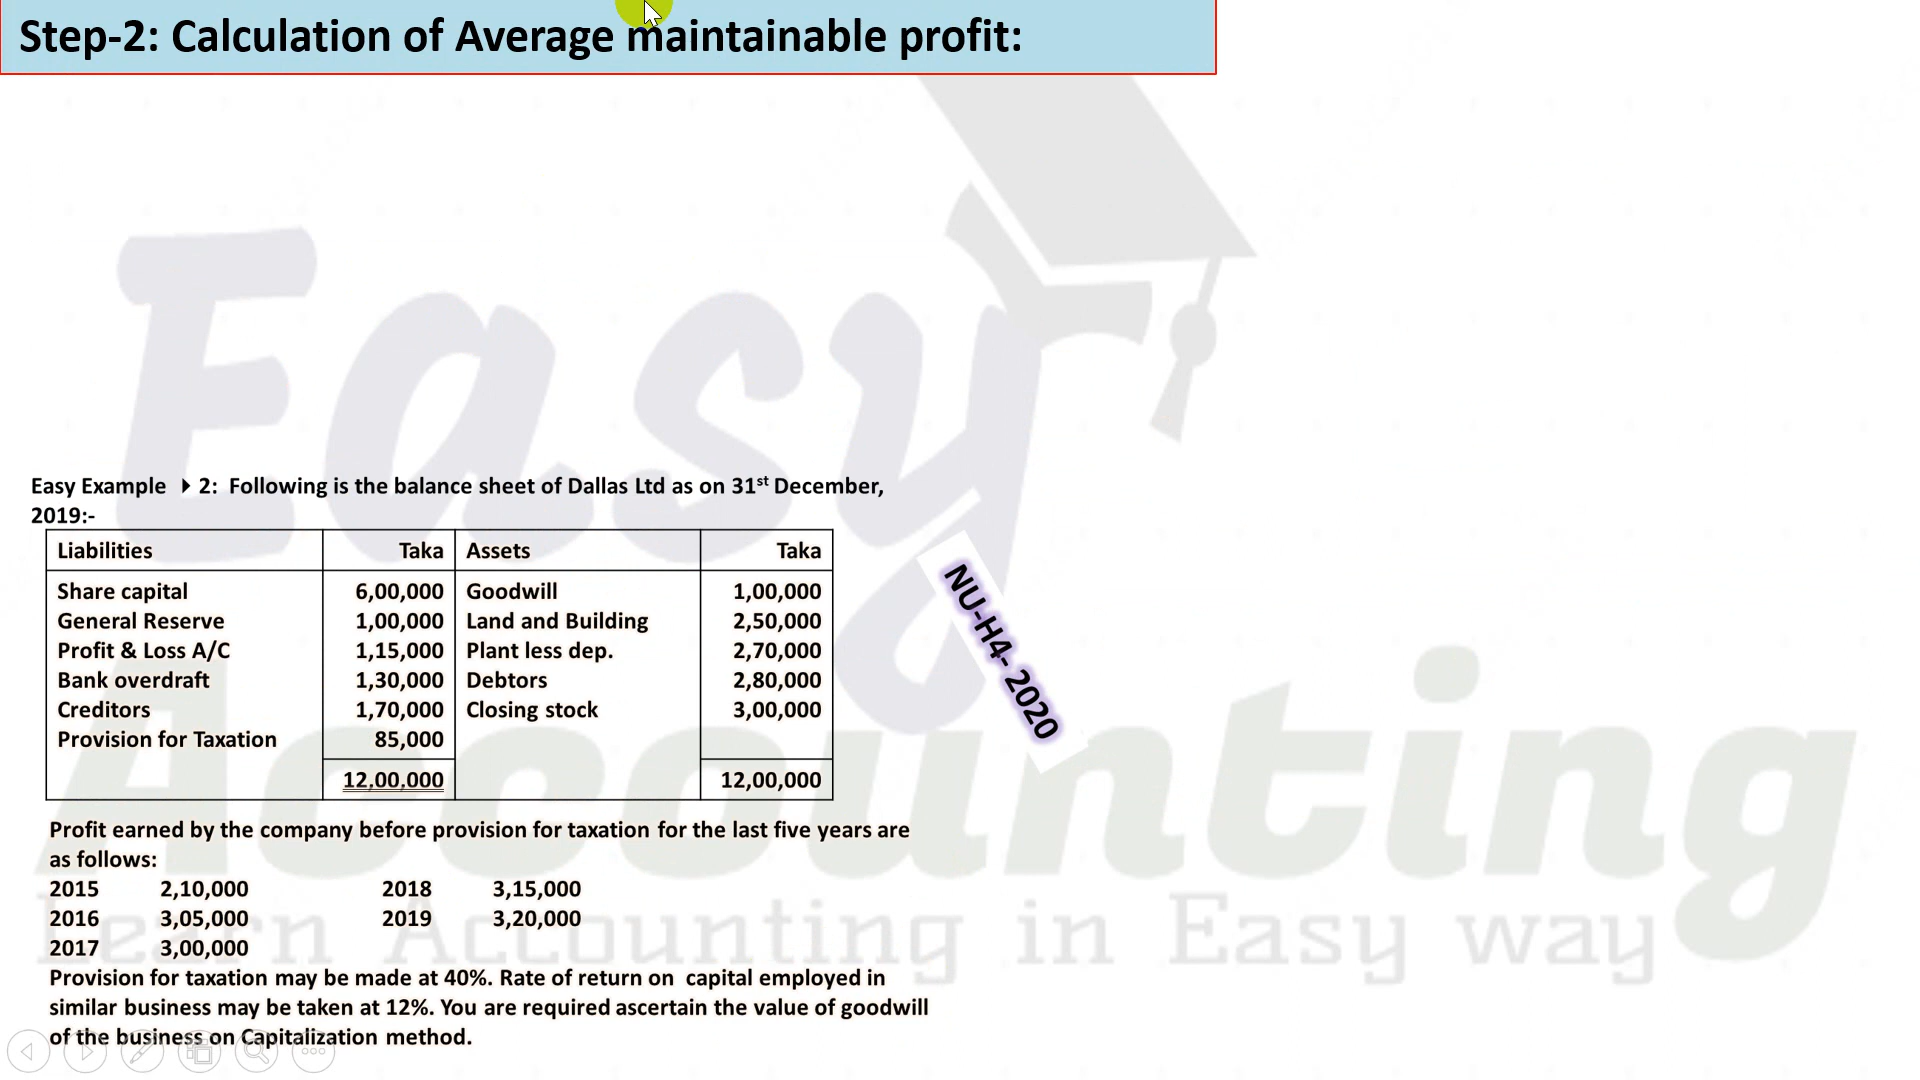 Step-2: Calculation of Average maintainable profit:
Easy Example ▶ 2: Following is the balance sheet of Dallas Ltd as on 31st December,
2019:-
Liabilities Taka Assets Taka
Share capital 6,00,000 Goodwill 1,00,000
General Reserve 1,00,000 Land and Building 2,50,000
Profit & Loss A/C 1,15,000 Plant less dep. 2,70,000
Bank overdraft 1,30,000 Debtors 2,80,000
Creditors 1,70,000 Closing stock 3,00,000
Provision for Taxation 85,000
12,00,000 12,00,000
NU-H4- 2020
Profit earned by the company before provision for taxation for the last five years are
as follows:
2015 2,10,000 2018 3,15,000
2016 3,05,000 2019 3,20,000
2017 3,00,000
Provision for taxation may be made at 40%. Rate of return on capital employed in
similar business may be taken at 12%. You are required ascertain the value of goodwill
of the business on Capitalization method.
Easy
Accounting
Learn Accounting in Easy way